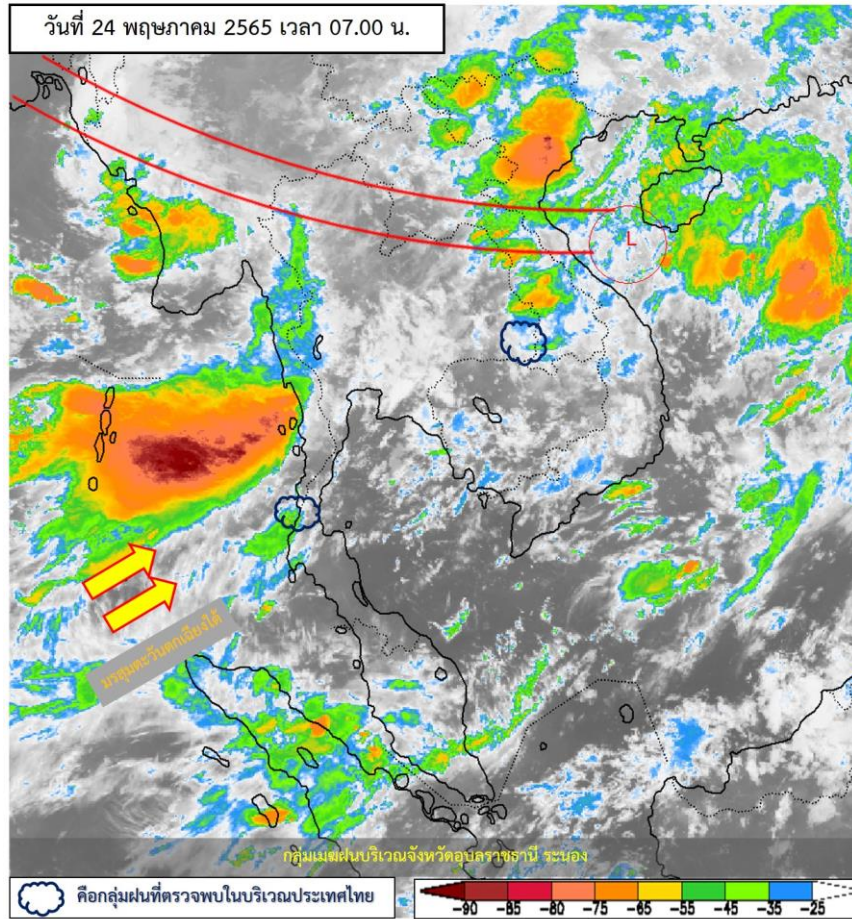 วันที่ 24 พฤษภาคม 2565 เวลา 07.00 น.
L
มรสุมตะวันตกเฉียงใต้
กลุ่มเมฆฝนบริเวณจังหวัดอุบลราชธานี ระนอง
คือกลุ่มฝนที่ตรวจพบในบริเวณประเทศไทย
-90 -85 -80 -75 -65 -55 -45 -35 -25